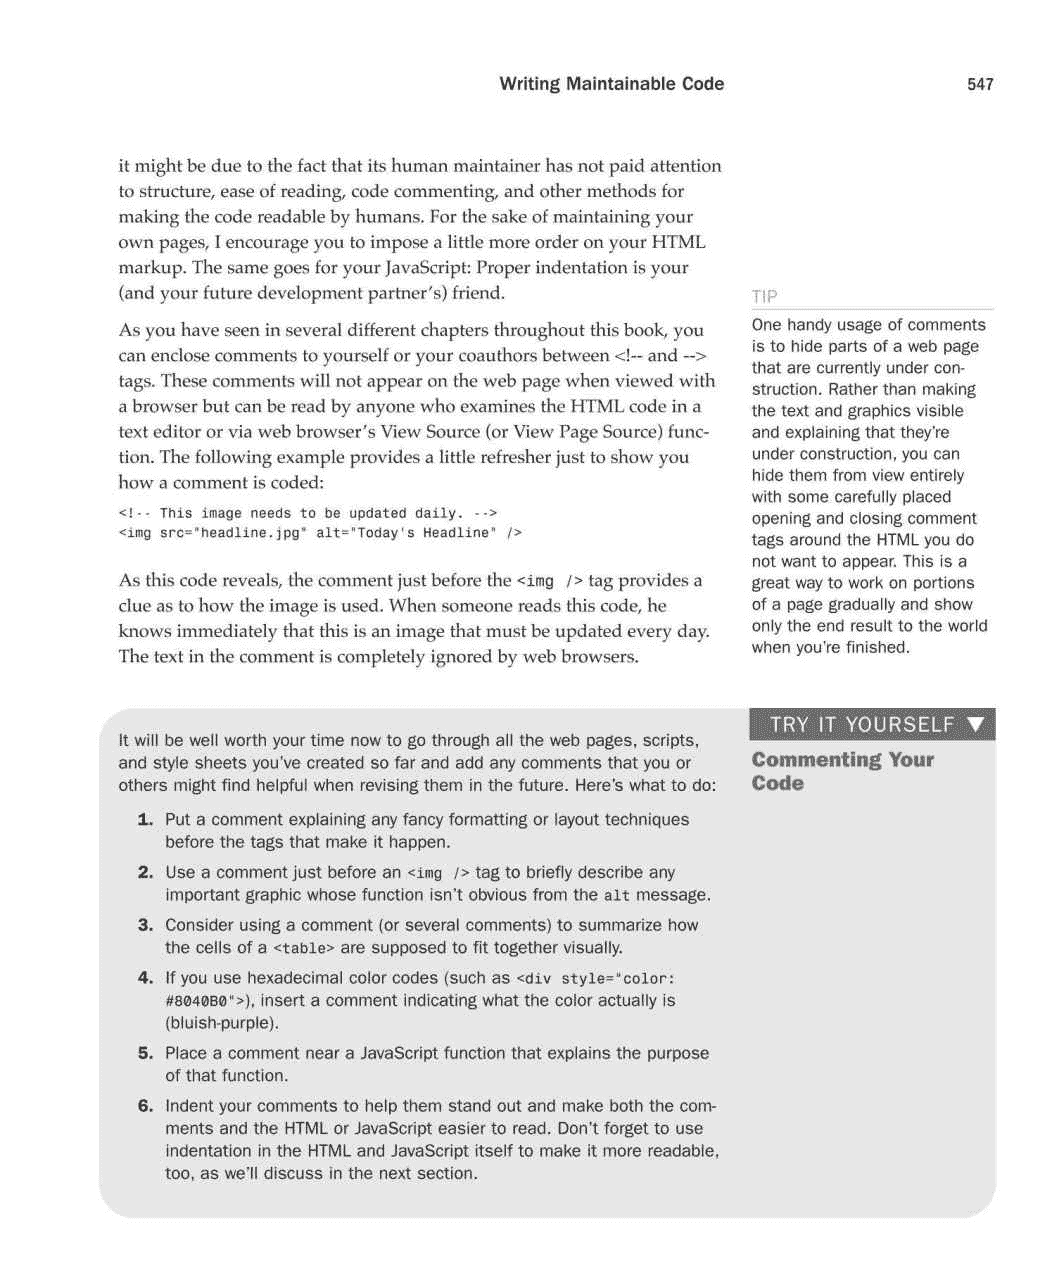 Writing Maintainable Code
547
it might be due to the fact that its human maintainer has not paid attention
to structure, ease of reading, code commenting, and other methods for
making the code readable by humans. For the sake of maintaining your
own pages, I encourage you to impose a little more order on your HTML
markup. The same goes for your JavaScript: Proper indentation is your
(and your future development partner's) friend.
As you have seen in several different chapters throughout this book, you
can enclose comments to yourself or your coauthors between <!-- and -->
tags. These comments will not appear on the web page when viewed with
a browser but can be read by anyone who examines the HTML code in a
text editor or via web browser's View Source (or View Page Source) func-
tion. The following example provides a little refresher just to show you
how a comment is coded:
<!-- This image needs to be updated daily. -->
<img src="headline.jpg" alt="Today's Headline" />
As this code reveals, the comment just before the <img /> tag provides a
clue as to how the image is used. When someone reads this code, he
knows immediately that this is an image that must be updated every day.
The text in the comment is completely ignored by web browsers.
TIP
One handy usage of comments
is to hide parts of a web page
that are currently under con-
struction. Rather than making
the text and graphics visible
and explaining that they're
under construction, you can
hide them from view entirely
with some carefully placed
opening and closing comment
tags around the HTML you do
not want to appear. This is a
great way to work on portions
of a page gradually and show
only the end result to the world
when you're finished.
TRY IT YOURSELF ▼
Commenting Your
Code
It will be well worth your time now to go through all the web pages, scripts,
and style sheets you've created so far and add any comments that you or
others might find helpful when revising them in the future. Here's what to do:
1. Put a comment explaining any fancy formatting or layout techniques
before the tags that make it happen.
2. Use a comment just before an <img /> tag to briefly describe any
important graphic whose function isn't obvious from the alt message.
3. Consider using a comment (or several comments) to summarize how
the cells of a <table> are supposed to fit together visually.
4. If you use hexadecimal color codes (such as <div style="color:
#8040B0">), insert a comment indicating what the color actually is
(bluish-purple).
5. Place a comment near a JavaScript function that explains the purpose
of that function.
6. Indent your comments to help them stand out and make both the com-
ments and the HTML or JavaScript easier to read. Don't forget to use
indentation in the HTML and JavaScript itself to make it more readable,
too, as we'll discuss in the next section.